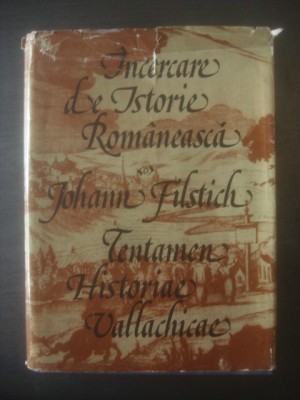 Încercare
de Istorie
Românească
Johann Filstich
Tentamen
Historiae
Vallachicae